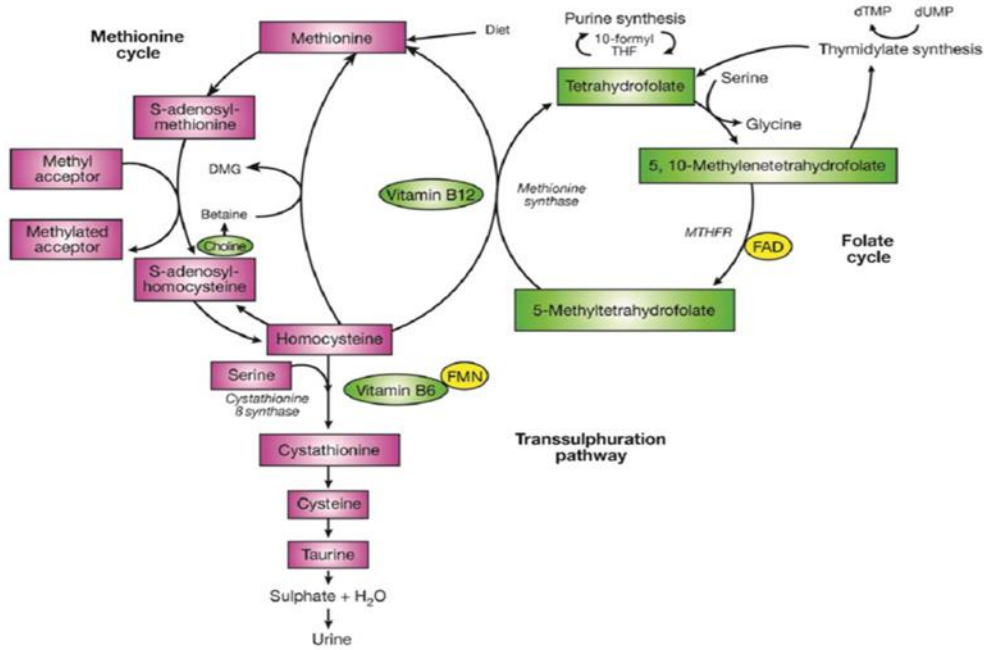 Methionine
cycle
Methionine
Diet
S-adenosyl-
methionine
Methyl
acceptor
Methylated
acceptor
DMG
Betaine
Choline
S-adenosyl-
homocysteine
Homocysteine
Serine
Cystathionine
ß synthase
Vitamin B6
FMN
Cystathionine
Cysteine
Taurine
Sulphate + H₂O
Urine
Transsulphuration
pathway
Vitamin B12
Methionine
synthase
Purine synthesis
10-formyl
THF
Tetrahydrofolate
Serine
Glycine
dTMP
dUMP
Thymidylate synthesis
5, 10-Methylenetetrahydrofolate
MTHFR
FAD
Folate
cycle
5-Methyltetrahydrofolate